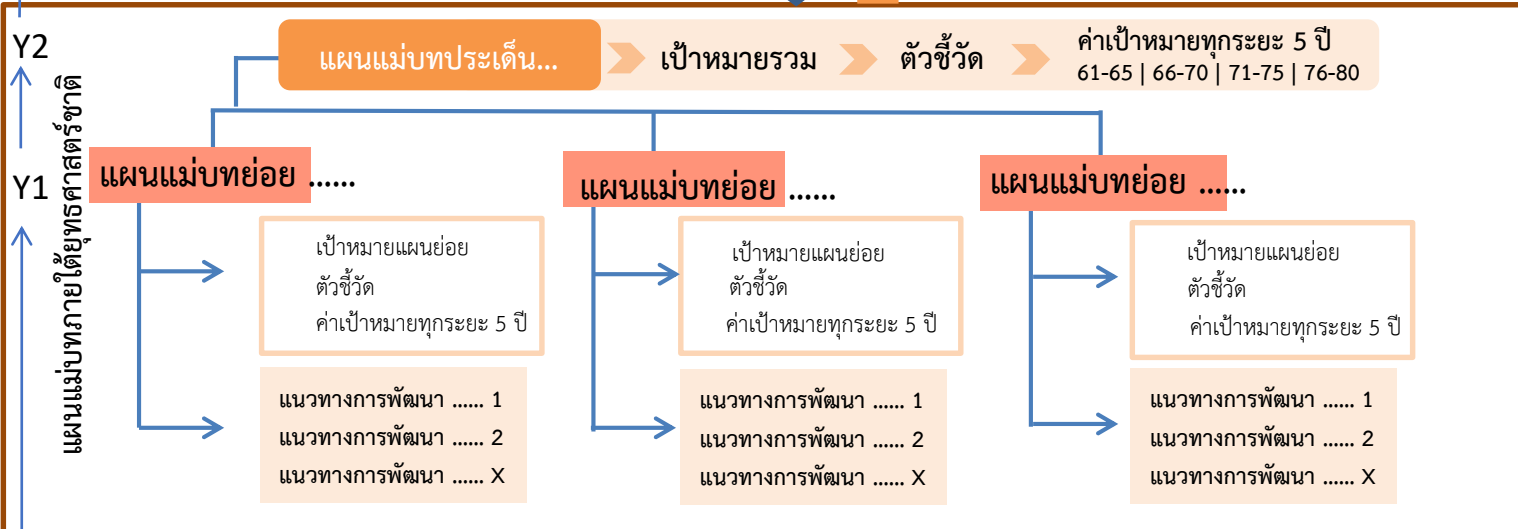 Y2
แผนแม่บทประเด็น...
เป้าหมายรวม
ตัวชี้วัด
ค่าเป้าหมายทุกระยะ 5 ปี
61-65 | 66-70 | 71-75 | 76-80
Y1
แผนแม่บทภายใต้ยุทธศาสตร์ชาติ
แผนแม่บทย่อย ......
แผนแม่บทย่อย ......
แผนแม่บทย่อย ......
เป้าหมายแผนย่อย
ตัวชี้วัด
ค่าเป้าหมายทุกระยะ 5 ปี
เป้าหมายแผนย่อย
ตัวชี้วัด
ค่าเป้าหมายทุกระยะ 5 ปี
เป้าหมายแผนย่อย
ตัวชี้วัด
ค่าเป้าหมายทุกระยะ 5 ปี
แนวทางการพัฒนา ...... 1
แนวทางการพัฒนา ...... 2
แนวทางการพัฒนา ...... X
แนวทางการพัฒนา ...... 1
แนวทางการพัฒนา ...... 2
แนวทางการพัฒนา ...... X
แนวทางการพัฒนา ...... 1
แนวทางการพัฒนา ...... 2
แนวทางการพัฒนา ...... X